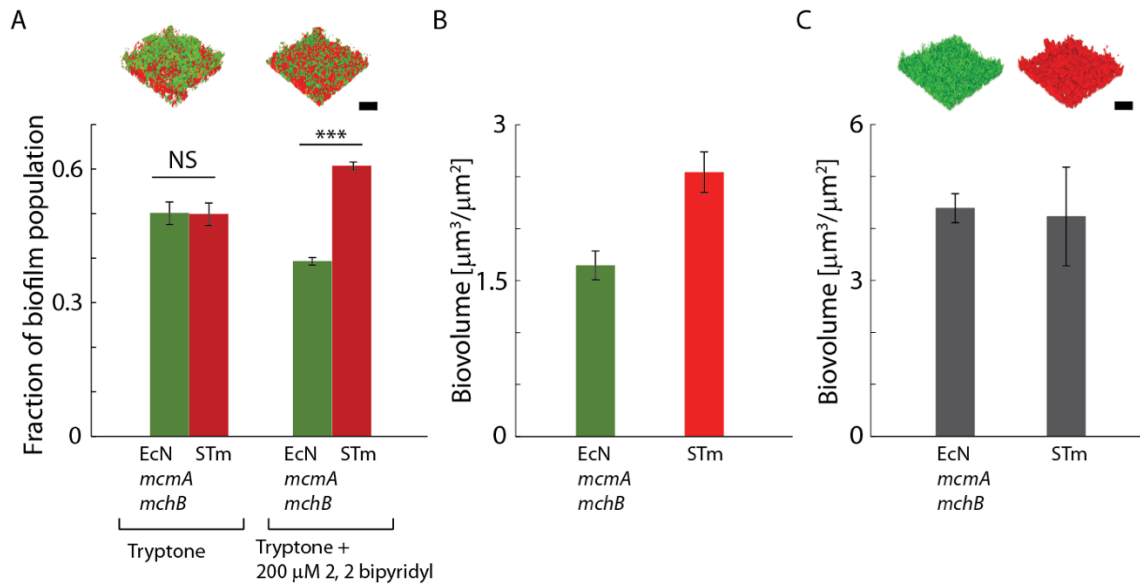 A
NS
***
Fraction of biofilm population
0.6
0.3
0
EcN STm
mcmA
mchB
EcN STm
mcmA
mchB
Tryptone
Tryptone +
200 μM 2, 2 bipyridyl
B
Biovolume [μm³/μm²]
3
1.5
0
EcN STm
mcmA
mchB
C
Biovolume [μm³/μm²]
6
3
0
EcN STm
mcmA
mchB